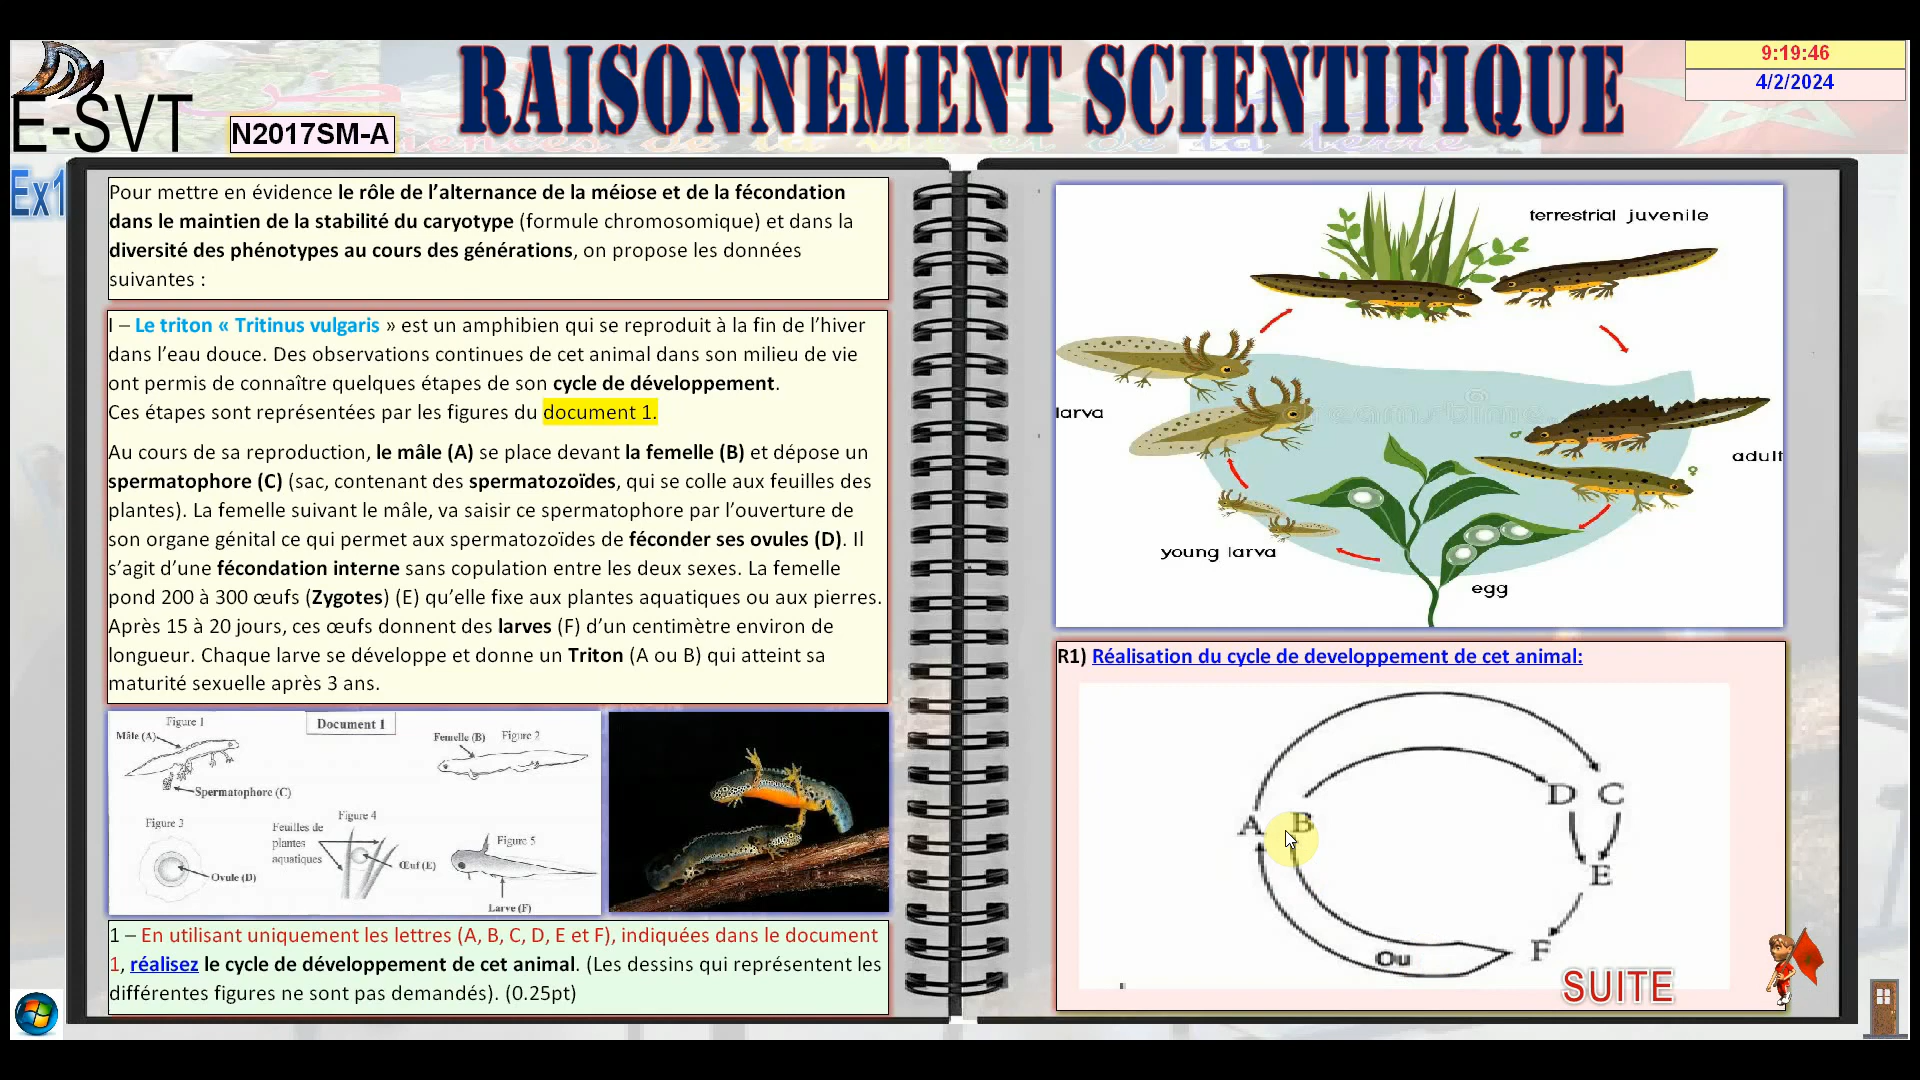 RAISONNEMENT SCIENTIFIQUE
9:19:46
4/2/2024
E-SVT
N2017SM-A
Ex1
Pour mettre en évidence le rôle de l’alternance de la méiose et de la fécondation
dans le maintien de la stabilité du caryotype (formule chromosomique) et dans la
diversité des phénotypes au cours des générations, on propose les données
suivantes :
I – Le triton « Tritinus vulgaris » est un amphibien qui se reproduit à la fin de l’hiver
dans l’eau douce. Des observations continues de cet animal dans son milieu de vie
ont permis de connaître quelques étapes de son cycle de développement.
Ces étapes sont représentées par les figures du document 1.
Au cours de sa reproduction, le mâle (A) se place devant la femelle (B) et dépose un
spermatophore (C) (sac, contenant des spermatozoïdes, qui se colle aux feuilles des
plantes). La femelle suivant le mâle, va saisir ce spermatophore par l’ouverture de
son organe génital ce qui permet aux spermatozoïdes de féconder ses ovules (D). Il
s’agit d’une fécondation interne sans copulation entre les deux sexes. La femelle
pond 200 à 300 œufs (Zygotes) (E) qu’elle fixe aux plantes aquatiques ou aux pierres.
Après 15 à 20 jours, ces œufs donnent des larves (F) d’un centimètre environ de
longueur. Chaque larve se développe et donne un Triton (A ou B) qui atteint sa
maturité sexuelle après 3 ans.
Figure 1
Document 1
Mâle (A)
Femelle (B)
Figure 2
Spermatophore (C)
Figure 3
Figure 4
Feuilles de
plantes
aquatiques
Figure 5
Œuf (E)
Ovule (D)
Larve (F)
1 – En utilisant uniquement les lettres (A, B, C, D, E et F), indiquées dans le document
1, réalisez le cycle de développement de cet animal. (Les dessins qui représentent les
différentes figures ne sont pas demandés). (0.25pt)
terrestrial juvenile
larva
♂
adult
♀
young larva
egg
R1) Réalisation du cycle de developpement de cet animal:
D C
A B
E
F
Ou
SUITE